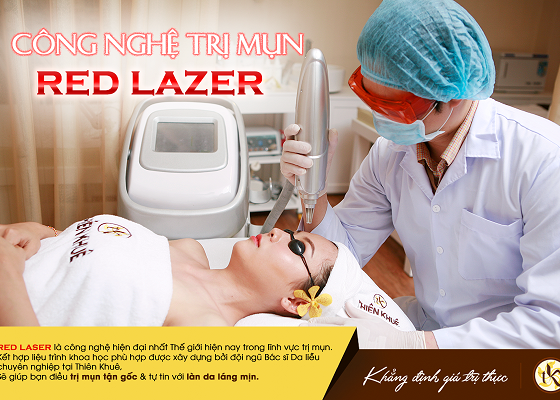 CÔNG NGHỆ TRỊ MỤN
RED LAZER
THIÊN KHUÊ
THIÊN KHUÊ
RED LASER là công nghệ hiện đại nhất Thế giới hiện nay trong lĩnh vực trị mụn.
Kết hợp liệu trình khoa học phù hợp được xây dựng bởi đội ngũ Bác sĩ Da liễu
chuyên nghiệp tại Thiên Khuê.
Sẽ giúp bạn điều trị mụn tận gốc & tự tin với làn da láng mịn.
Khẳng định giá trị thực